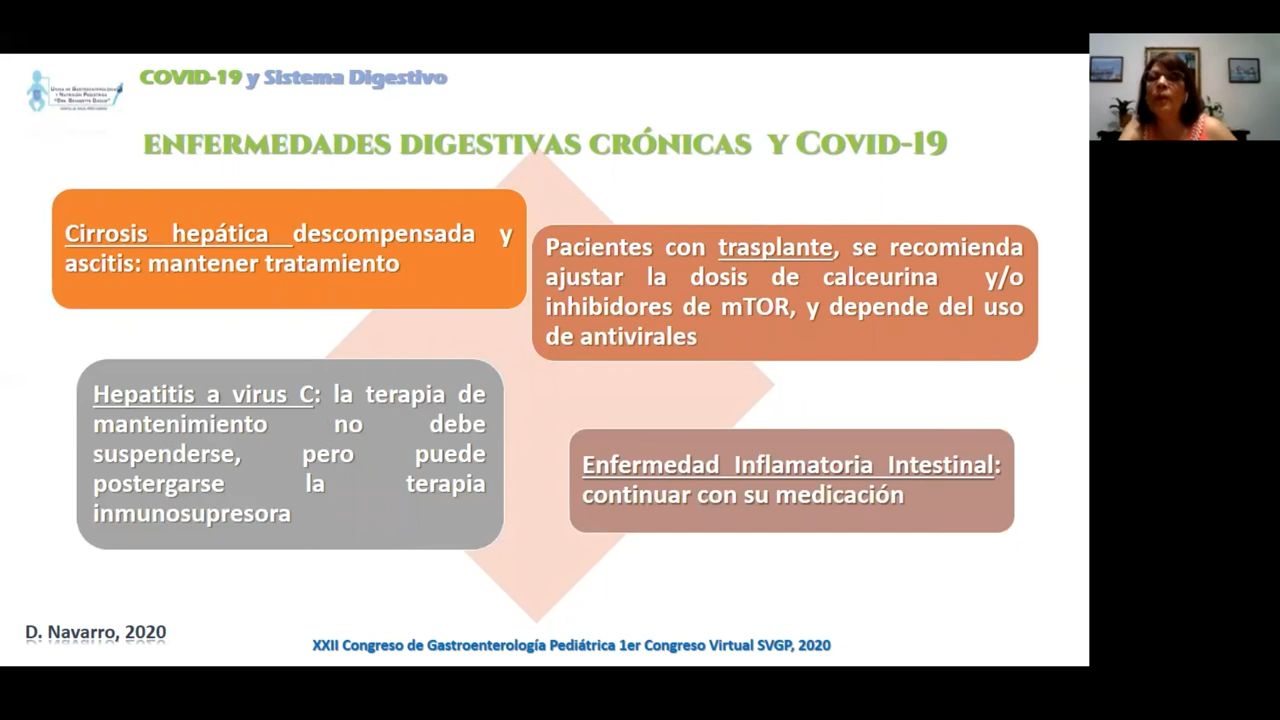 COVID-19 y Sistema Digestivo
ENFERMEDADES DIGESTIVAS CRÓNICAS Y COVID-19
Cirrosis hepática descompensada y
ascitis: mantener tratamiento
Pacientes con trasplante, se recomienda
ajustar la dosis de calceurina y/o
inhibidores de mTOR, y depende del uso
de antivirales
Hepatitis a virus C: la terapia de
mantenimiento no debe
suspenderse, pero puede
postergarse la terapia
inmunosupresora
Enfermedad Inflamatoria Intestinal:
continuar con su medicación
D. Navarro, 2020
XXII Congreso de Gastroenterología Pediátrica 1er Congreso Virtual SVGP, 2020